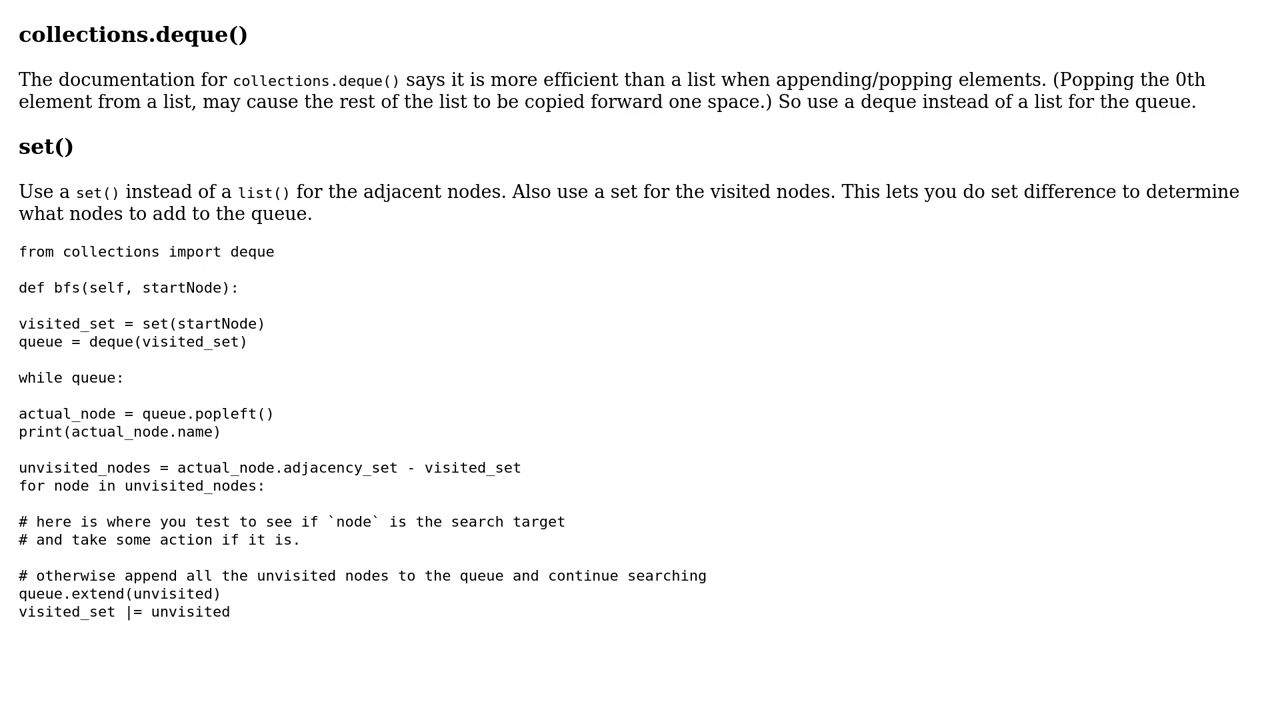 collections.deque()
The documentation for collections.deque() says it is more efficient than a list when appending/popping elements. (Popping the 0th
element from a list, may cause the rest of the list to be copied forward one space.) So use a deque instead of a list for the queue.
set()
Use a set() instead of a list() for the adjacent nodes. Also use a set for the visited nodes. This lets you do set difference to determine
what nodes to add to the queue.
from collections import deque
def bfs(self, startNode):
visited_set = set(startNode)
queue = deque(visited_set)
while queue:
actual_node = queue.popleft()
print(actual_node.name)
unvisited_nodes = actual_node.adjacency_set - visited_set
for node in unvisited_nodes:
# here is where you test to see if `node` is the search target
# and take some action if it is.
# otherwise append all the unvisited nodes to the queue and continue searching
queue.extend(unvisited)
visited_set |= unvisited